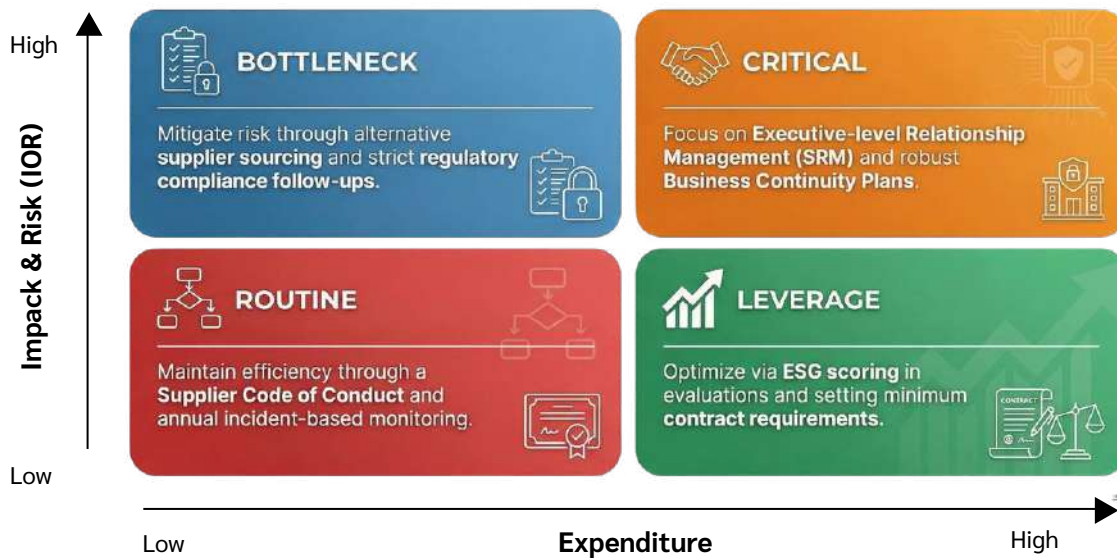 High
BOTTLENECK
Mitigate risk through alternative
supplier sourcing and strict regulatory
compliance follow-ups.
CRITICAL
Focus on Executive-level Relationship
Management (SRM) and robust
Business Continuity Plans.
Impack & Risk (IOR)
ROUTINE
Maintain efficiency through a
Supplier Code of Conduct and
annual incident-based monitoring.
LEVERAGE
Optimize via ESG scoring in
evaluations and setting minimum
contract requirements.
CONTRACT
Low
Low
Expenditure
High